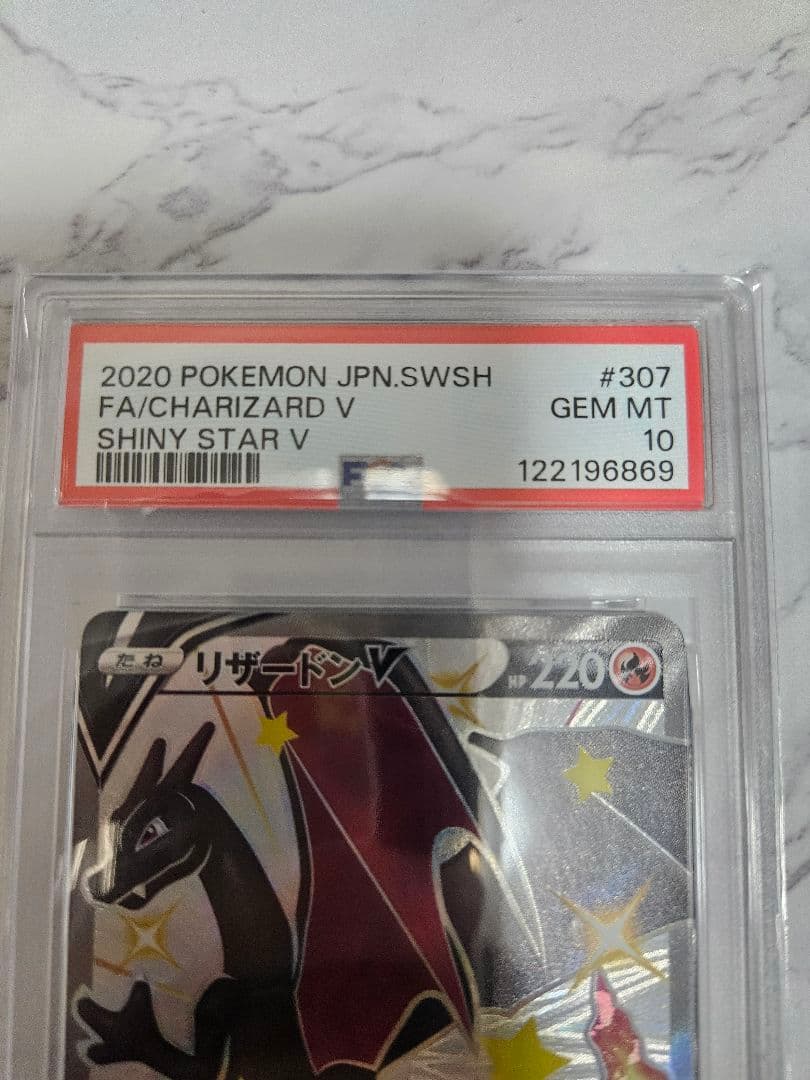 2020 POKEMON JPN.SWSH #307
FA/CHARIZARD V GEM MT
SHINY STAR V 10
122196869
たね リザードンV HP 220